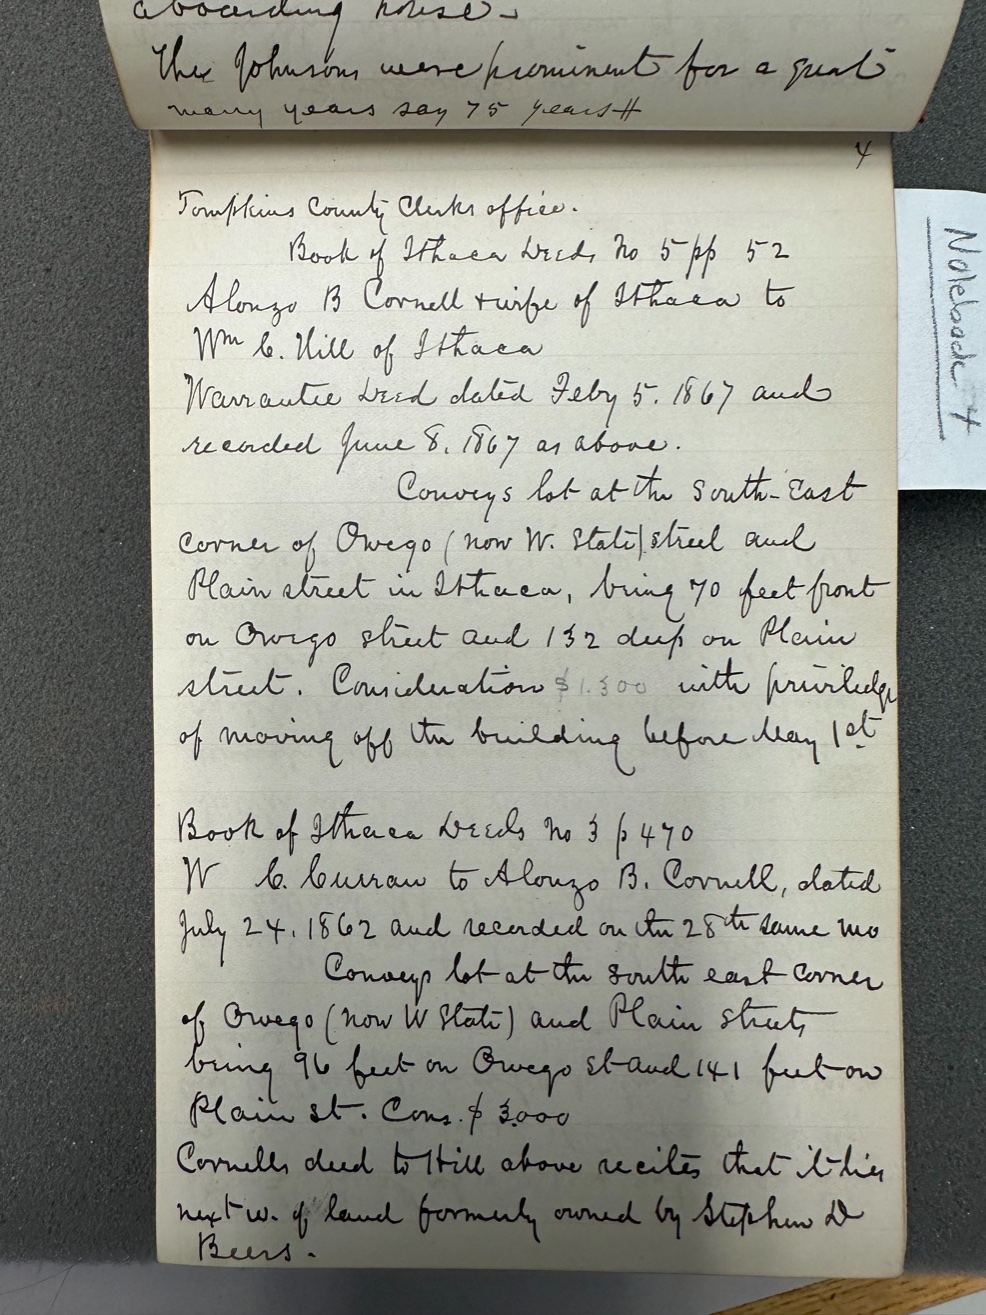 aboarding house.
The Johnsons were prominent for a great
many years say 75 years #
4
Tompkins County Clerks office.
Book of Ithaca Deeds No 5 pp 52
Alonzo B Cornell + wife of Ithaca to
Wm C. Hill of Ithaca
Warrantee Deed dated Feby 5. 1867 and
recorded June 8. 1867 as above.
Conveys lot at the South-East
corner of Owego (now W. State) street and
Plain street in Ithaca, being 70 feet front
on Owego street and 132 deep on Plain
street. Consideration $1.300 with priviledge
of moving off the building before May 1st
Book of Ithaca Deeds No 3 p 470
W C. Curran to Alonzo B. Cornell, dated
July 24. 1862 and recorded on the 28th same mo
Conveys lot at the south east corner
of Owego (now W State) and Plain streets
being 96 feet on Owego st and 141 feet on
Plain st. Cons. $ 3.000
Cornells deed to Hill above recites that it lies
next w. of land formerly owned by Stephen D
Beers.
Notebook 4